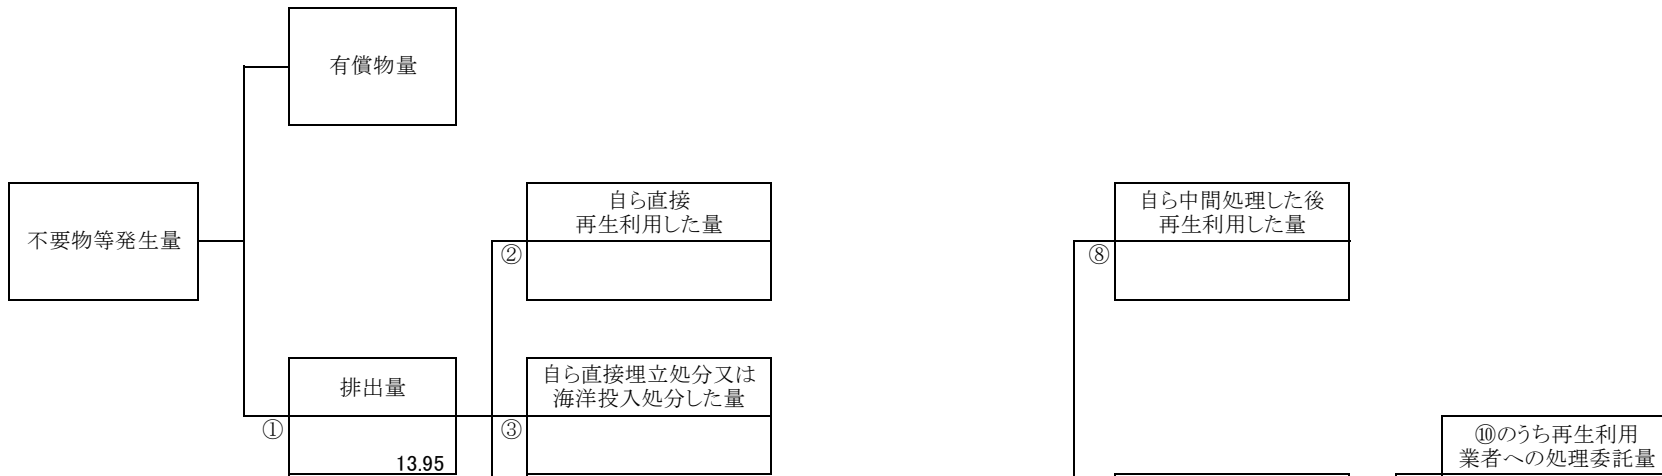 有償物量
不要物等発生量
自ら直接
再生利用した量
②
自ら中間処理した後
再生利用した量
⑧
排出量
①
13.95
自ら直接埋立処分又は
海洋投入処分した量
③
⑩のうち再生利用
業者への処理委託量